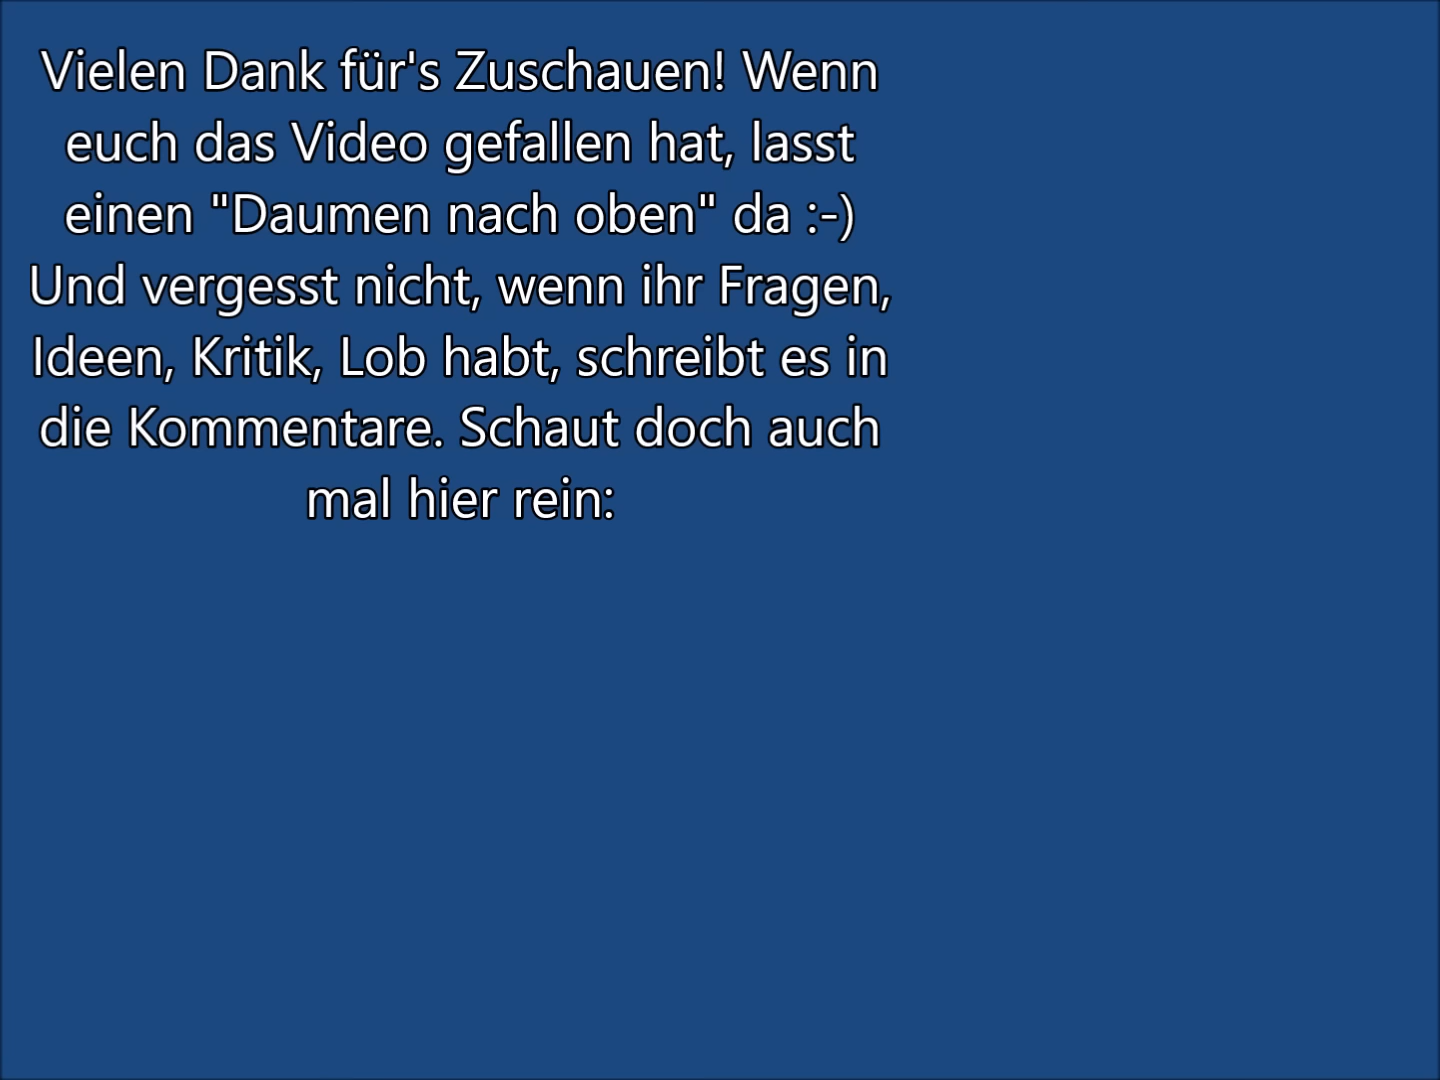 Vielen Dank für's Zuschauen! Wenn
euch das Video gefallen hat, lasst
einen "Daumen nach oben" da :-)
Und vergesst nicht, wenn ihr Fragen,
Ideen, Kritik, Lob habt, schreibt es in
die Kommentare. Schaut doch auch
mal hier rein: